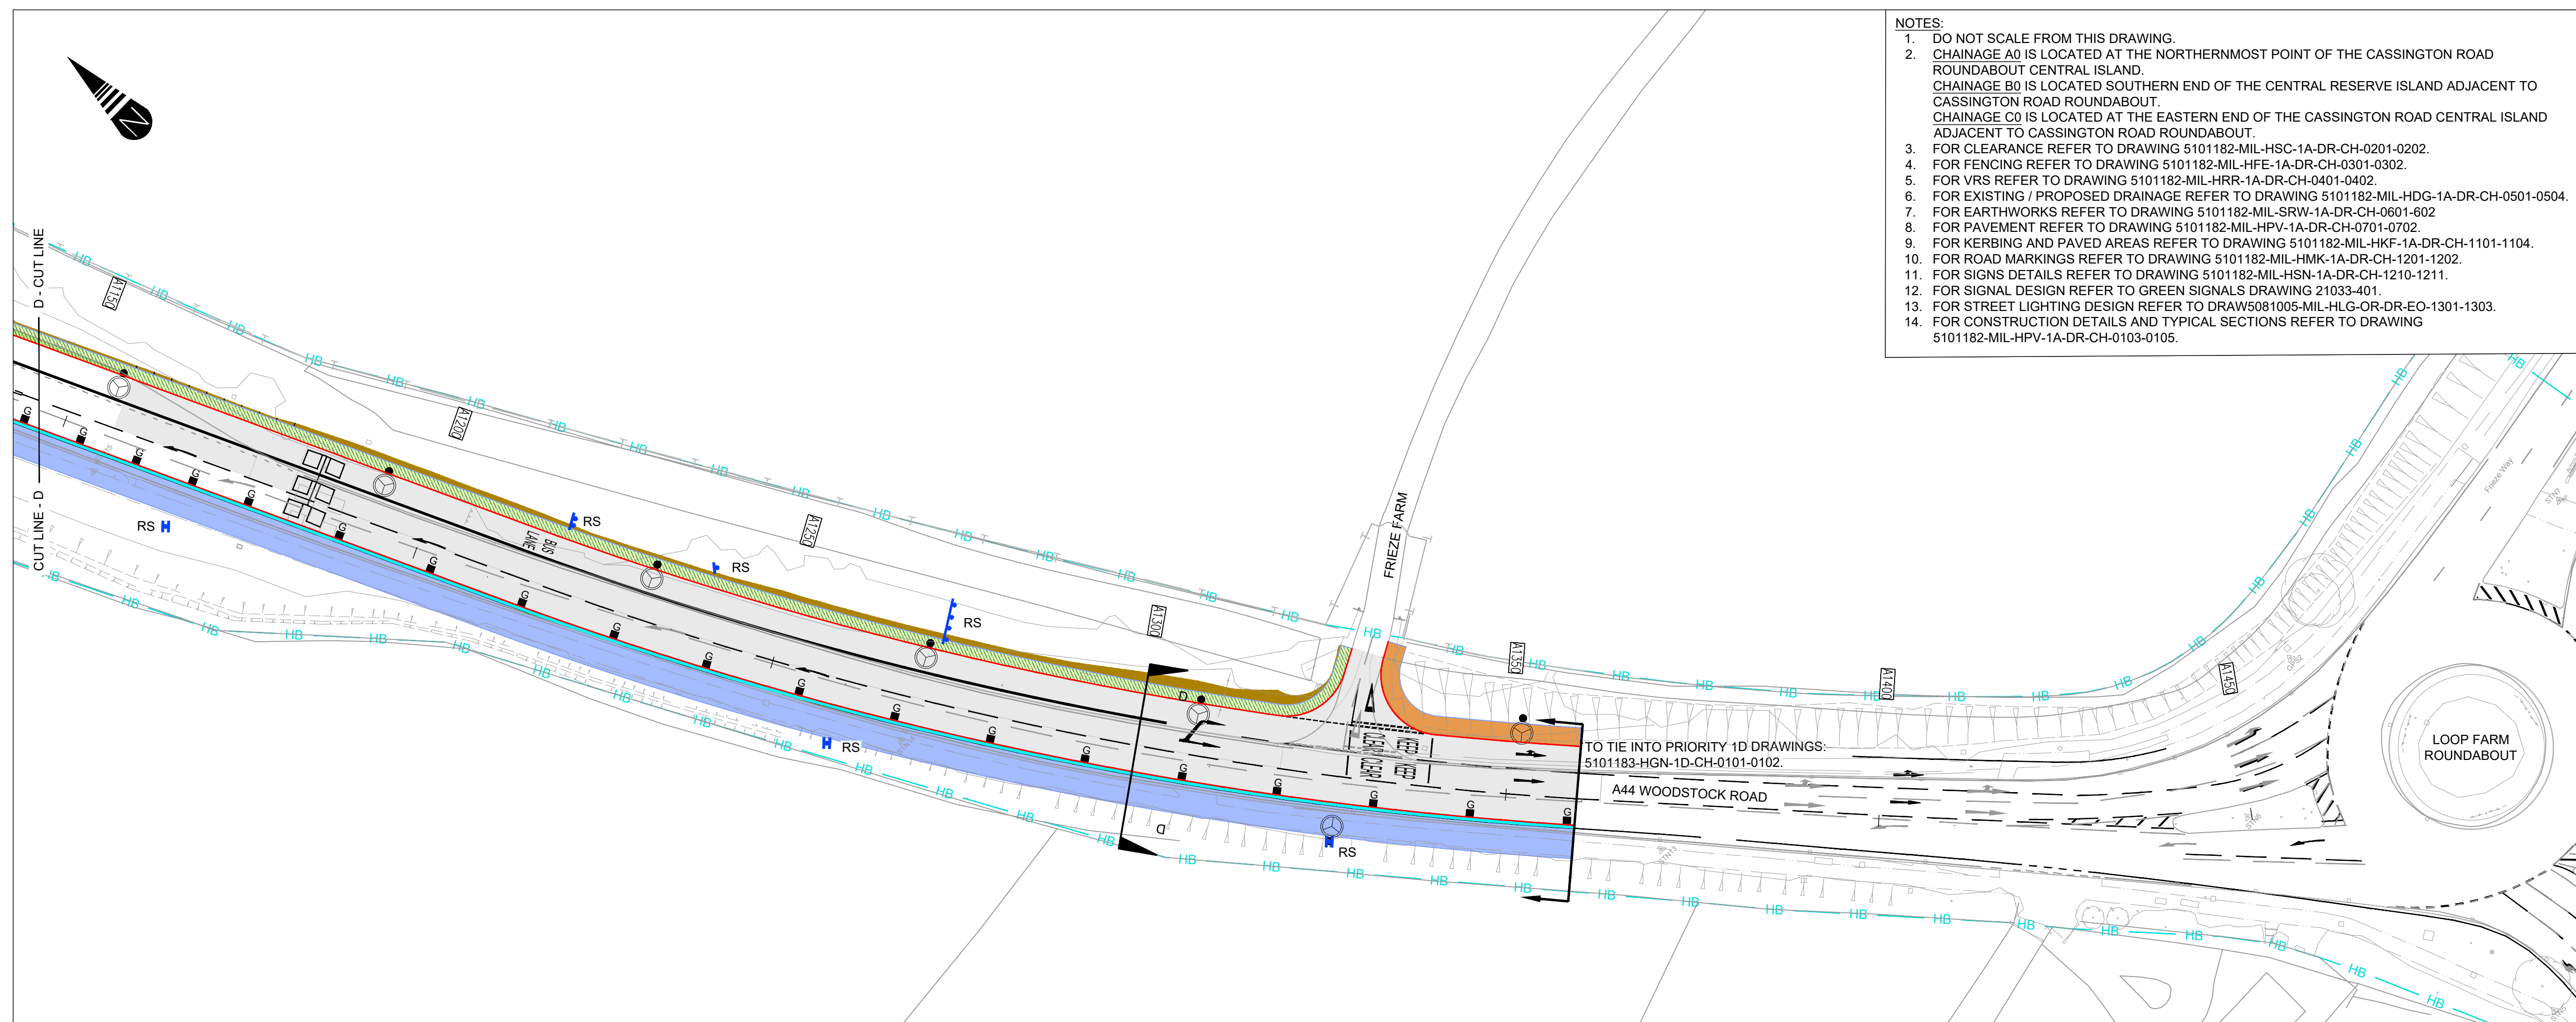 NOTES:
1. DO NOT SCALE FROM THIS DRAWING.
2. CHAINAGE A0 IS LOCATED AT THE NORTHERNMOST POINT OF THE CASSINGTON ROAD
ROUNDABOUT CENTRAL ISLAND.
CHAINAGE B0 IS LOCATED SOUTHERN END OF THE CENTRAL RESERVE ISLAND ADJACENT TO
CASSINGTON ROAD ROUNDABOUT.
CHAINAGE C0 IS LOCATED AT THE EASTERN END OF THE CASSINGTON ROAD CENTRAL ISLAND
ADJACENT TO CASSINGTON ROAD ROUNDABOUT.
3. FOR CLEARANCE REFER TO DRAWING 5101182-MIL-HSC-1A-DR-CH-0201-0202.
4. FOR FENCING REFER TO DRAWING 5101182-MIL-HFE-1A-DR-CH-0301-0302.
5. FOR VRS REFER TO DRAWING 5101182-MIL-HRR-1A-DR-CH-0401-0402.
6. FOR EXISTING / PROPOSED DRAINAGE REFER TO DRAWING 5101182-MIL-HDG-1A-DR-CH-0501-0504.
7. FOR EARTHWORKS REFER TO DRAWING 5101182-MIL-SRW-1A-DR-CH-0601-602
8. FOR PAVEMENT REFER TO DRAWING 5101182-MIL-HPV-1A-DR-CH-0701-0702.
9. FOR KERBING AND PAVED AREAS REFER TO DRAWING 5101182-MIL-HKF-1A-DR-CH-1101-1104.
10. FOR ROAD MARKINGS REFER TO DRAWING 5101182-MIL-HMK-1A-DR-CH-1201-1202.
11. FOR SIGNS DETAILS REFER TO DRAWING 5101182-MIL-HSN-1A-DR-CH-1210-1211.
12. FOR SIGNAL DESIGN REFER TO GREEN SIGNALS DRAWING 21033-401.
13. FOR STREET LIGHTING DESIGN REFER TO DRAW5081005-MIL-HLG-OR-DR-EO-1301-1303.
14. FOR CONSTRUCTION DETAILS AND TYPICAL SECTIONS REFER TO DRAWING
5101182-MIL-HPV-1A-DR-CH-0103-0105.
N
CUT LINE - D
D - CUT LINE
A1150
A1200
A1250
A1300
A1350
A1400
A1450
HB
G
RS
RS
RS
RS
RS
RS
BUS
LANE
D
D
FRIEZE FARM
KEEP
CLEAR
KEEP
CLEAR
TO TIE INTO PRIORITY 1D DRAWINGS:
5101183-HGN-1D-CH-0101-0102.
A44 WOODSTOCK ROAD
LOOP FARM
ROUNDABOUT
Frieze Way
STN7
GPS2
STN6
STN13
STN5